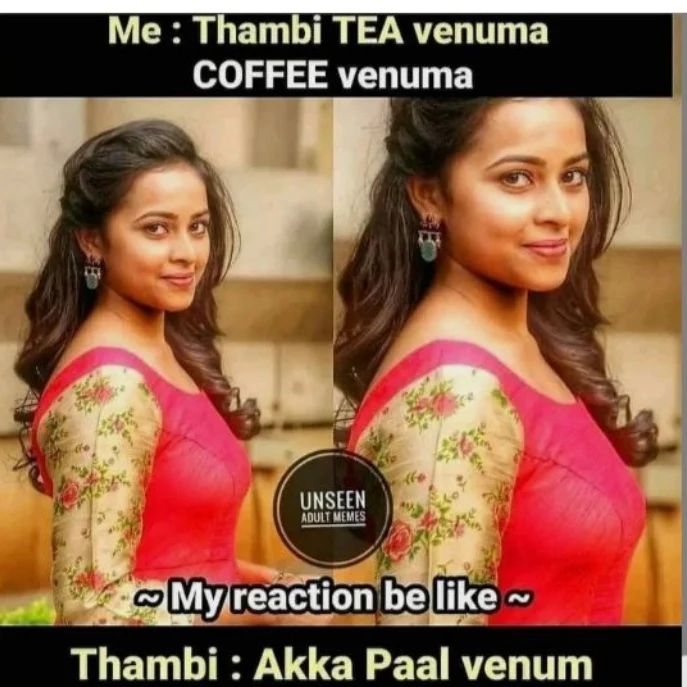 Me : Thambi TEA venuma
COFFEE venuma
UNSEEN
ADULT MEMES
~ My reaction be like ~
Thambi : Akka Paal venum